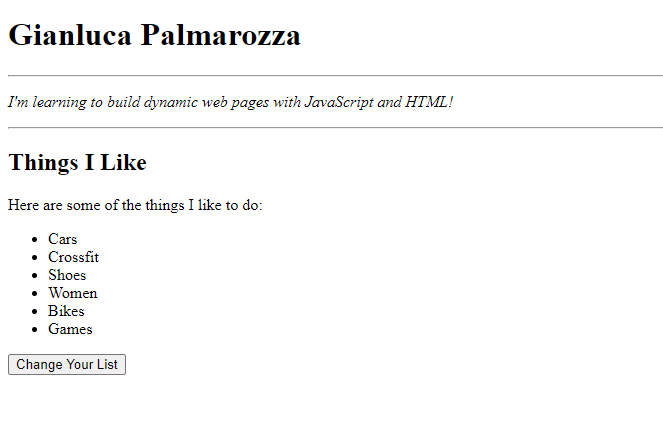 Gianluca Palmarozza
I'm learning to build dynamic web pages with JavaScript and HTML!
Things I Like
Here are some of the things I like to do:
Cars
Crossfit
Shoes
Women
Bikes
Games
Change Your List